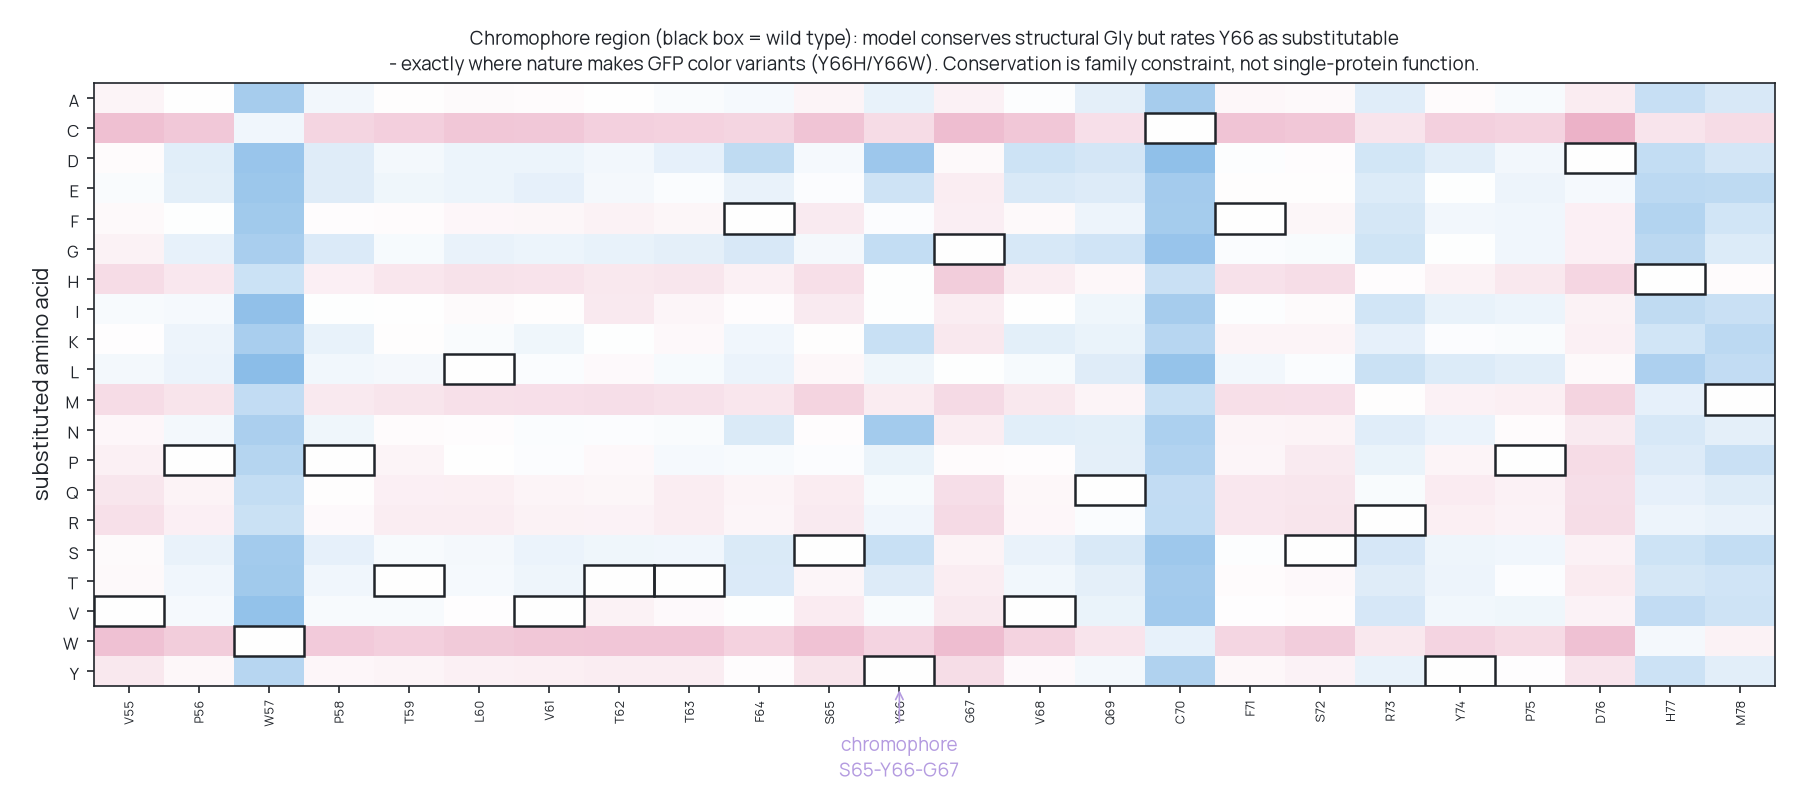 Chromophore region (black box = wild type): model conserves structural Gly but rates Y66 as substitutable
- exactly where nature makes GFP color variants (Y66H/Y66W). Conservation is family constraint, not single-protein function.
substituted amino acid
A
C
D
E
F
G
H
I
K
L
M
N
P
Q
R
S
T
V
W
Y
V55 P56 W57 P58 T59 L60 V61 T62 T63 F64 S65 Y66 G67 V68 Q69 C70 F71 S72 R73 Y74 P75 D76 H77 M78
chromophore
S65-Y66-G67